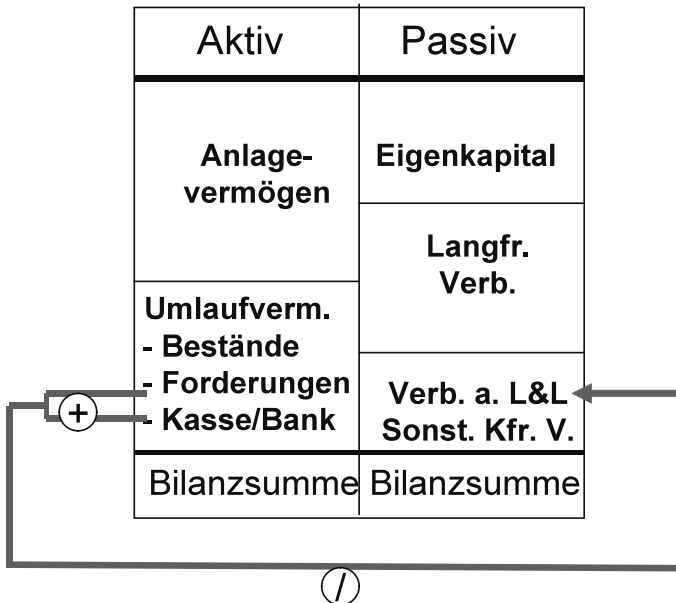 Aktiv
Passiv
Anlage-
vermögen
Eigenkapital
Langfr.
Verb.
Umlaufverm.
- Bestände
- Forderungen
- Kasse/Bank
+
Verb. a. L&L
Sonst. Kfr. V.
Bilanzsumme
Bilanzsumme
/